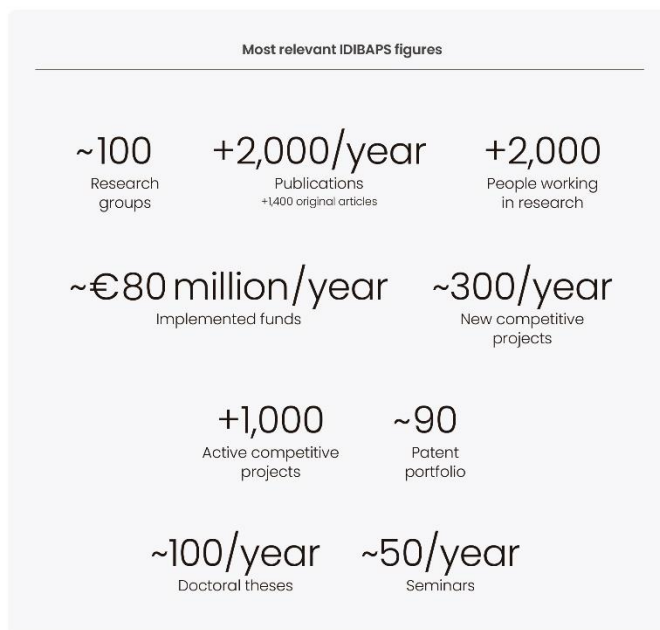 Most relevant IDIBAPS figures
~100
Research
groups
+2,000/year
Publications
+1,400 original articles
+2,000
People working
in research
~€80 million/year
Implemented funds
~300/year
New competitive
projects
+1,000
Active competitive
projects
~90
Patent
portfolio
~100/year
Doctoral theses
~50/year
Seminars